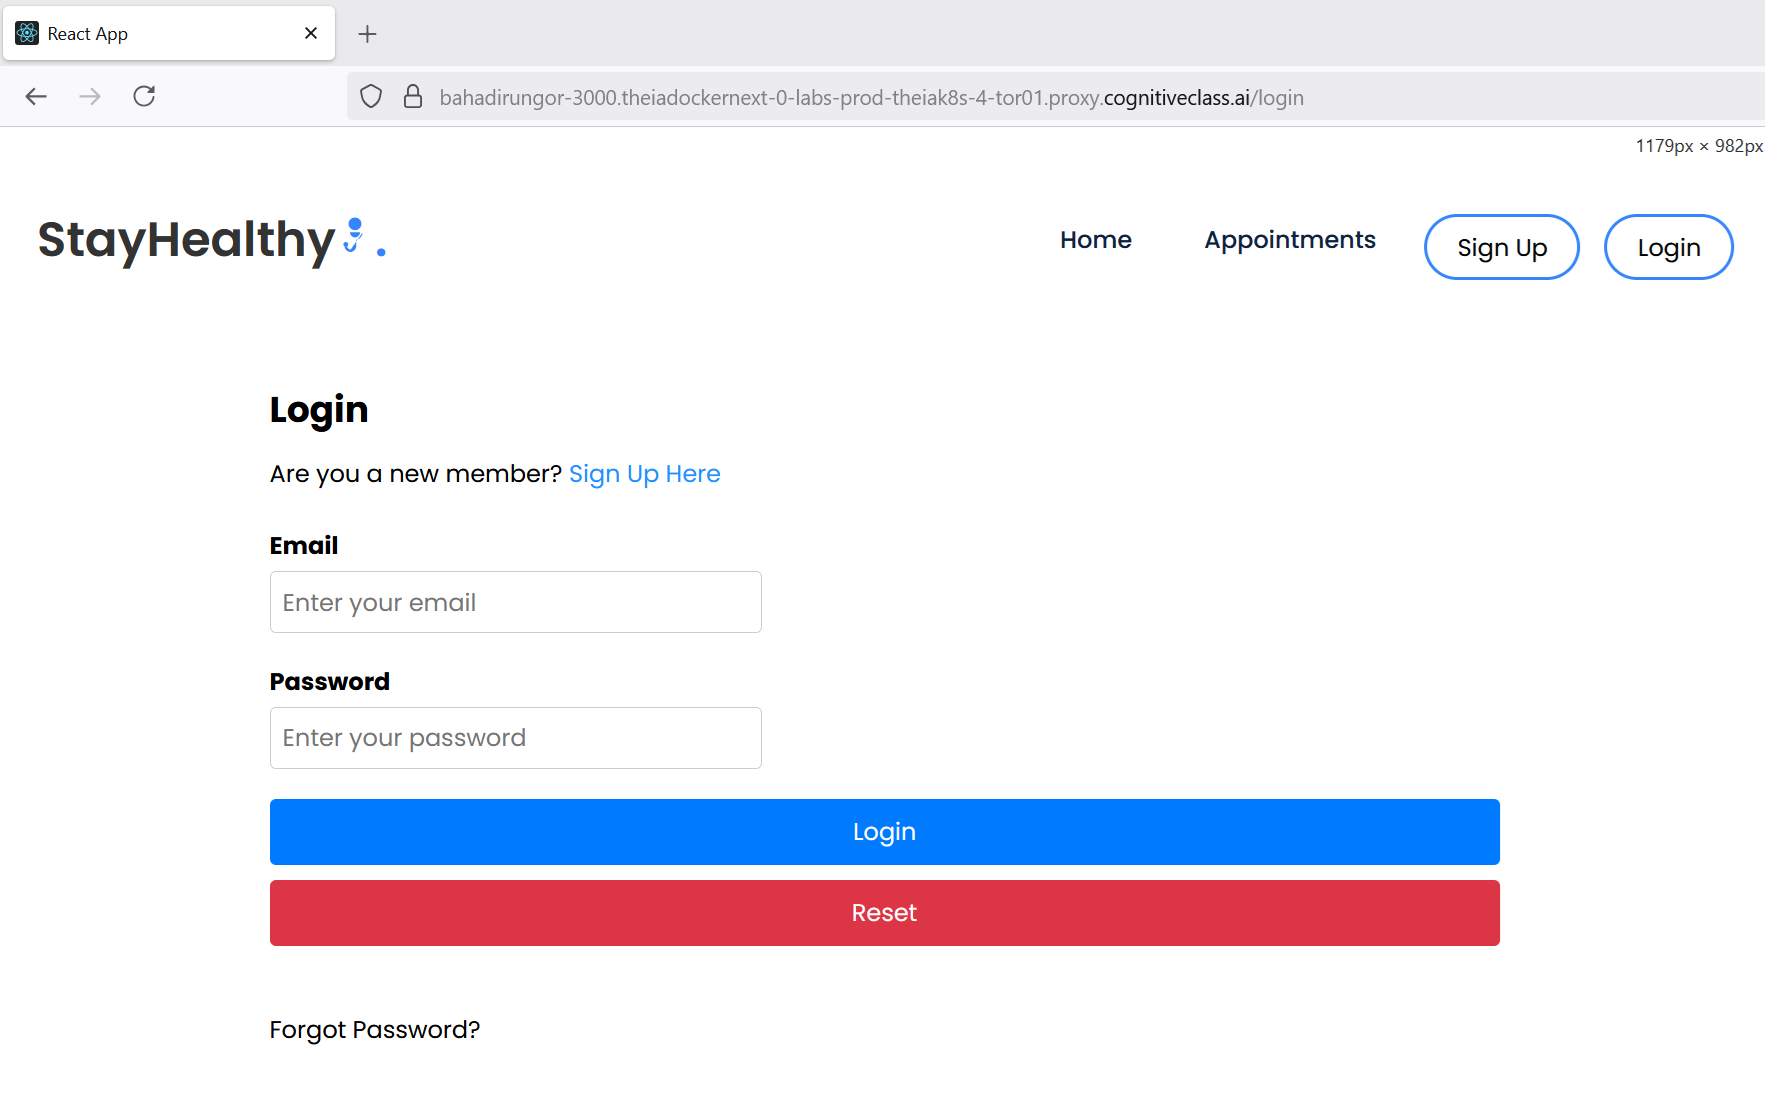 React App
bahadirungor-3000.theiadockernext-0-labs-prod-theiak8s-4-tor01.proxy.cognitiveclass.ai/login
1179px × 982px
StayHealthy .
Home Appointments Sign Up Login
Login
Are you a new member? Sign Up Here
Email
Enter your email
Password
Enter your password
Login
Reset
Forgot Password?